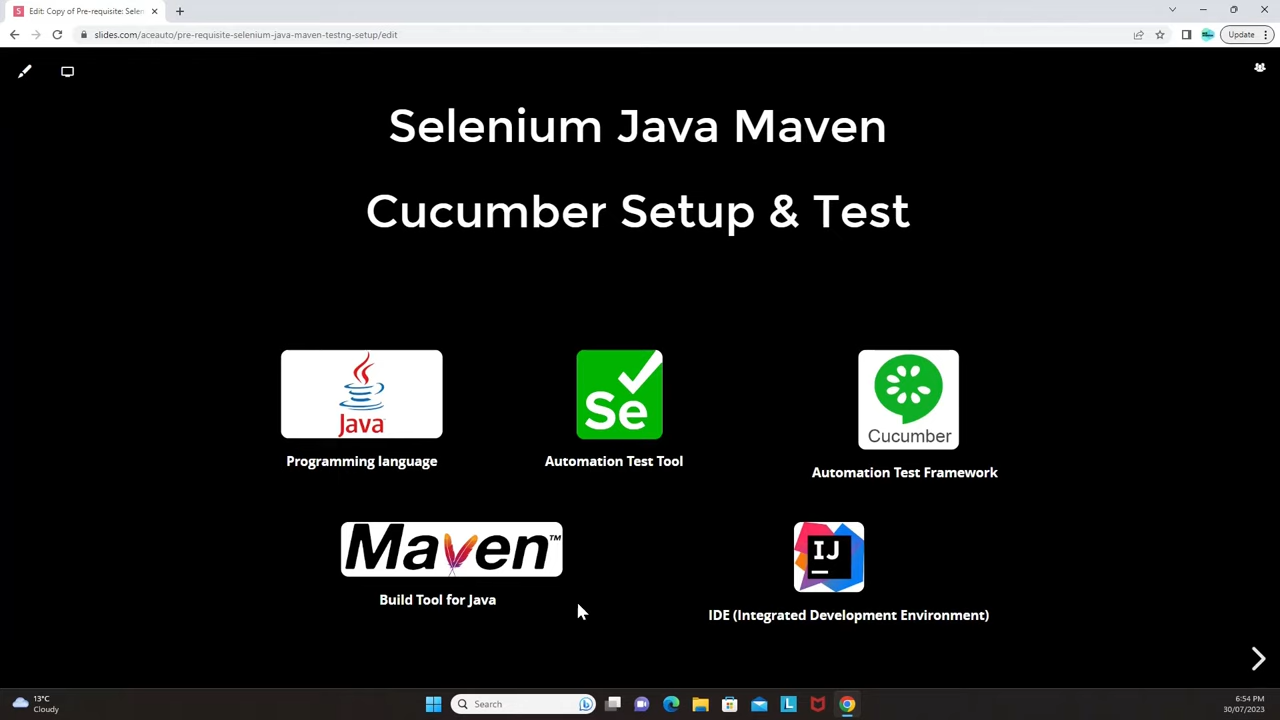 Edit: Copy of Pre-requisite: Selen
slides.com/aceauto/pre-requisite-selenium-java-maven-testng-setup/edit
Update
Selenium Java Maven
Cucumber Setup & Test
Java
Se
Cucumber
Programming language
Automation Test Tool
Automation Test Framework
Maven™
IJ
Build Tool for Java
IDE (Integrated Development Environment)
13°C
Cloudy
Search
L
6:54 PM
30/07/2023